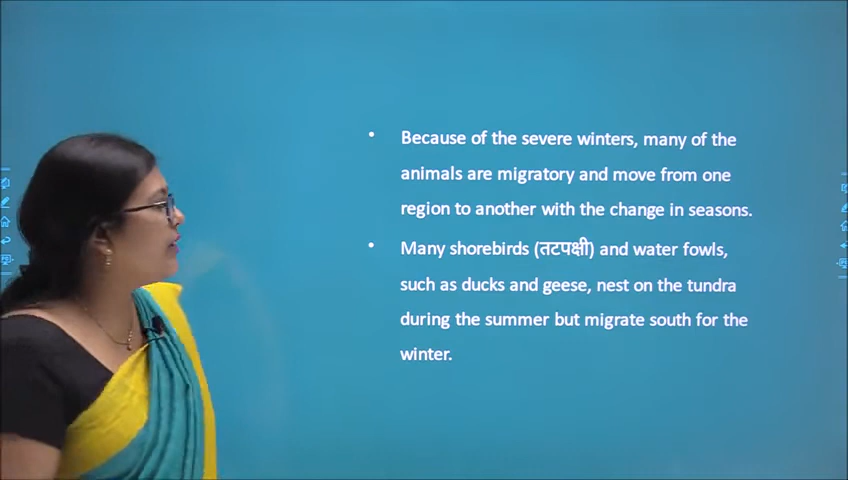 • Because of the severe winters, many of the
animals are migratory and move from one
region to another with the change in seasons.
• Many shorebirds (तटपक्षी) and water fowls,
such as ducks and geese, nest on the tundra
during the summer but migrate south for the
winter.